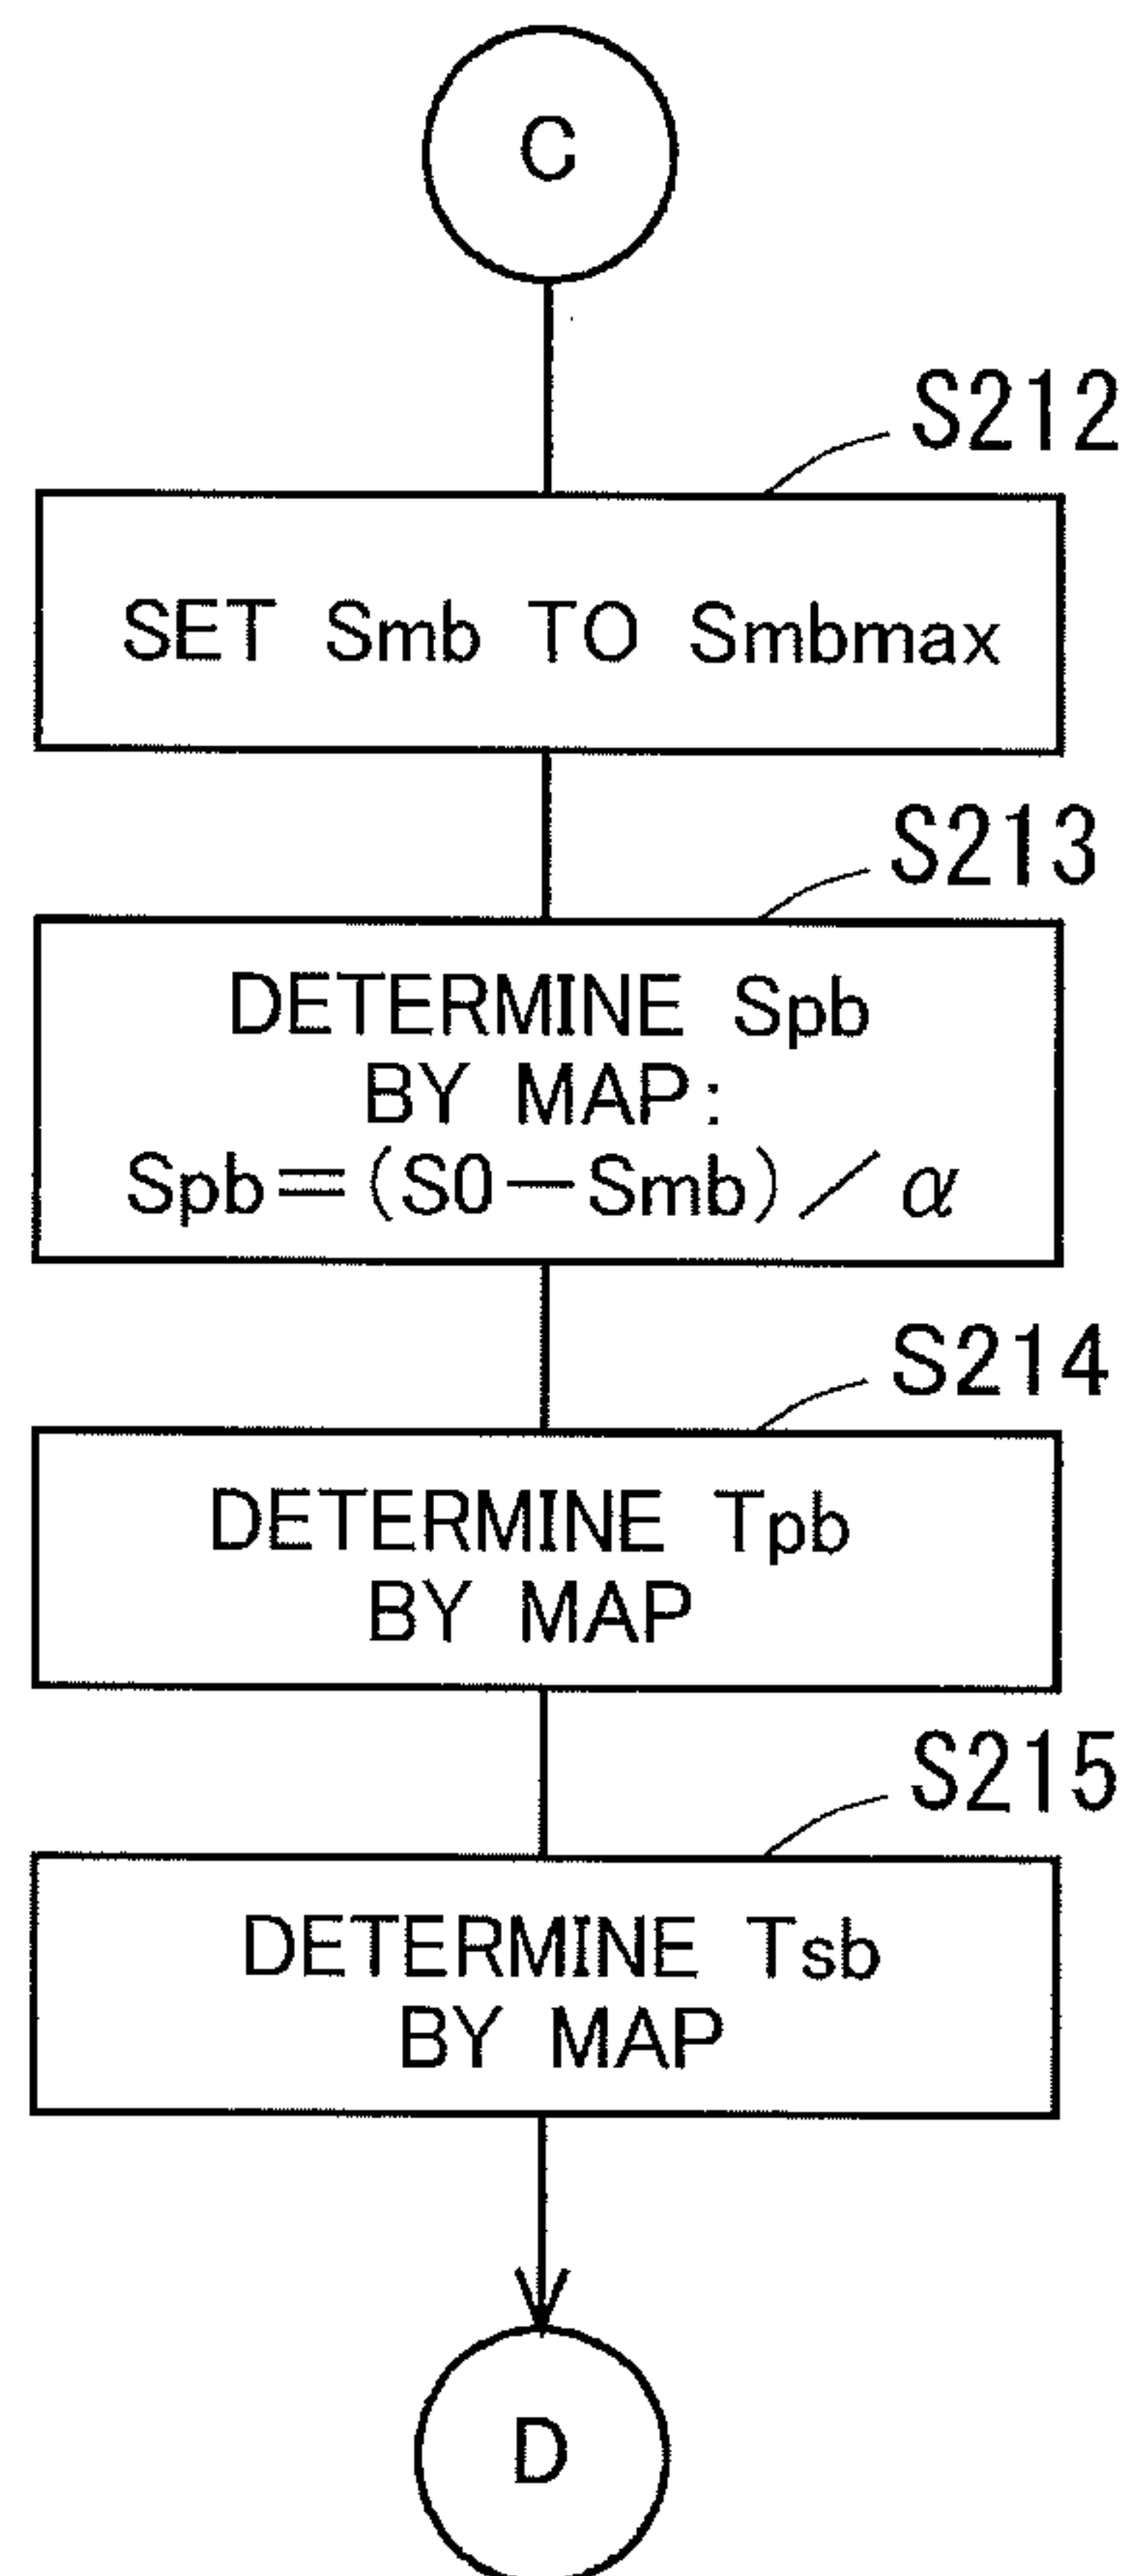 C
S212
SET Smb TO Smbmax
S213
DETERMINE Spb
BY MAP:
Spb=(S0-Smb)/α
S214
DETERMINE Tpb
BY MAP
S215
DETERMINE Tsb
BY MAP
D